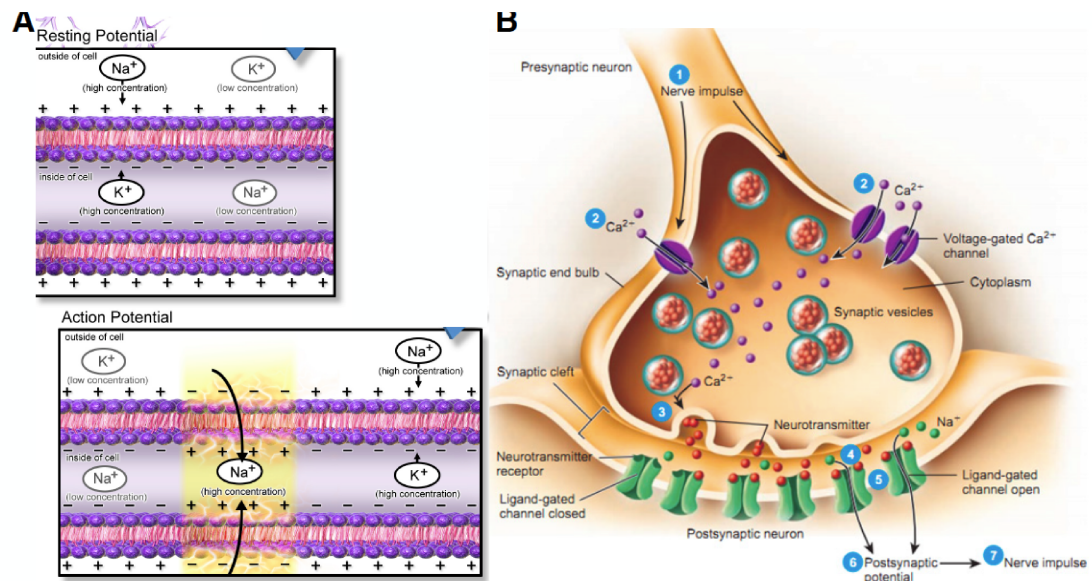 A
Resting Potential
outside of cell
Na⁺
(high concentration)
K⁺
(low concentration)
+ + + + + + + + + +
− − − − − − − − − −
inside of cell
K⁺
(high concentration)
Na⁺
(low concentration)
− − − − − − − − − −
+ + + + + + + + + +
Action Potential
outside of cell
K⁺
(low concentration)
Na⁺
(high concentration)
+ + + + − − − − + + + + + +
− − − − + + + + − − − − − −
inside of cell
Na⁺
(low concentration)
Na⁺
(high concentration)
K⁺
(high concentration)
− − − − + + + + − − − − − −
+ + + + − − − − + + + + + +
B
Presynaptic neuron
1
Nerve impulse
2
Ca²⁺
2
Ca²⁺
Voltage-gated Ca²⁺
channel
Synaptic end bulb
Cytoplasm
Synaptic vesicles
Synaptic cleft
Ca²⁺
3
Neurotransmitter
Na⁺
4
Neurotransmitter
receptor
5
Ligand-gated
channel open
Ligand-gated
channel closed
Postsynaptic neuron
6 Postsynaptic
potential
7 Nerve impulse